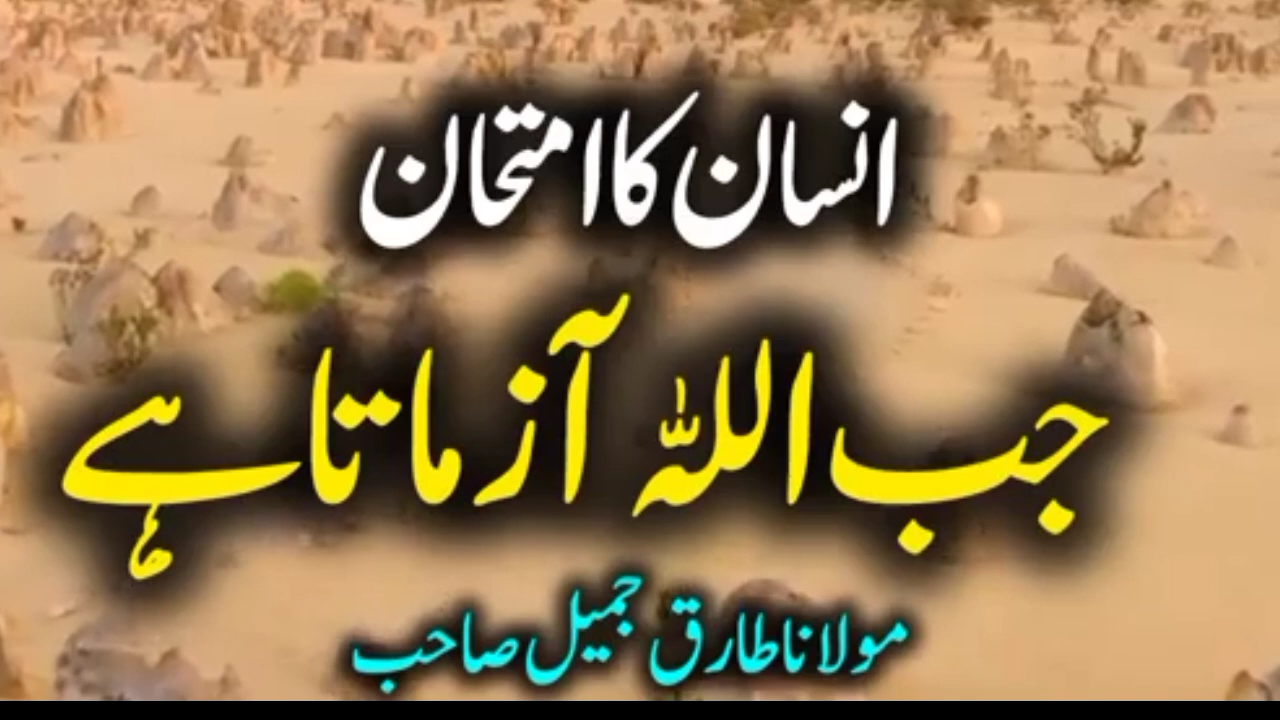 انسان کا امتحان
جب اللہ آزماتا ہے
مولانا طارق جمیل صاحب